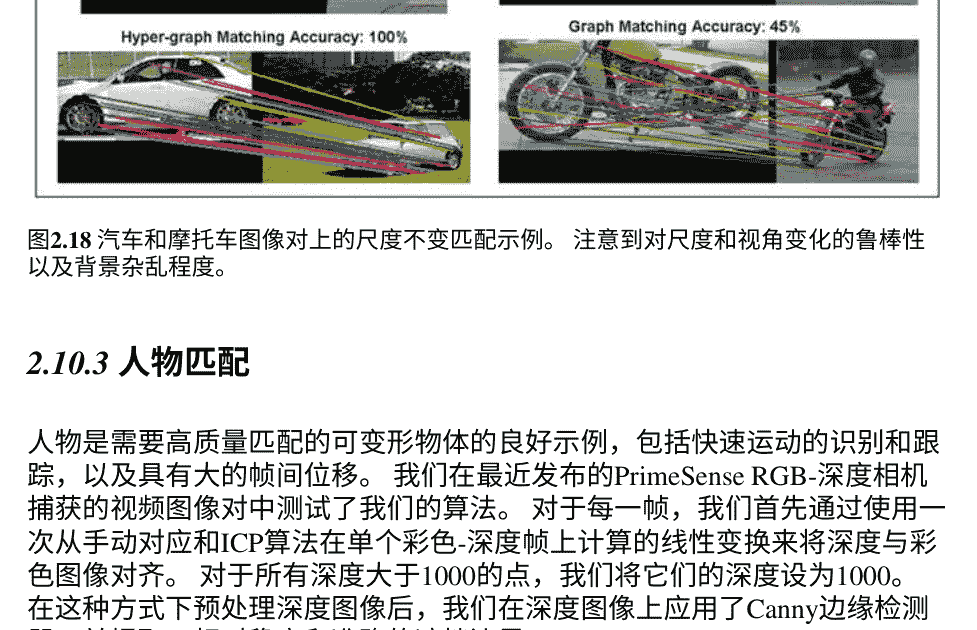 Hyper-graph Matching Accuracy: 100%
Graph Matching Accuracy: 45%
图2.18 汽车和摩托车图像对上的尺度不变匹配示例。 注意到对尺度和视角变化的鲁棒性
以及背景杂乱程度。
2.10.3 人物匹配
人物是需要高质量匹配的可变形物体的良好示例，包括快速运动的识别和跟
踪，以及具有大的帧间位移。 我们在最近发布的PrimeSense RGB-深度相机
捕获的视频图像对中测试了我们的算法。 对于每一帧，我们首先通过使用一
次从手动对应和ICP算法在单个彩色-深度帧上计算的线性变换来将深度与彩
色图像对齐。 对于所有深度大于1000的点，我们将它们的深度设为1000。
在这种方式下预处理深度图像后，我们在深度图像上应用了Canny边缘检测